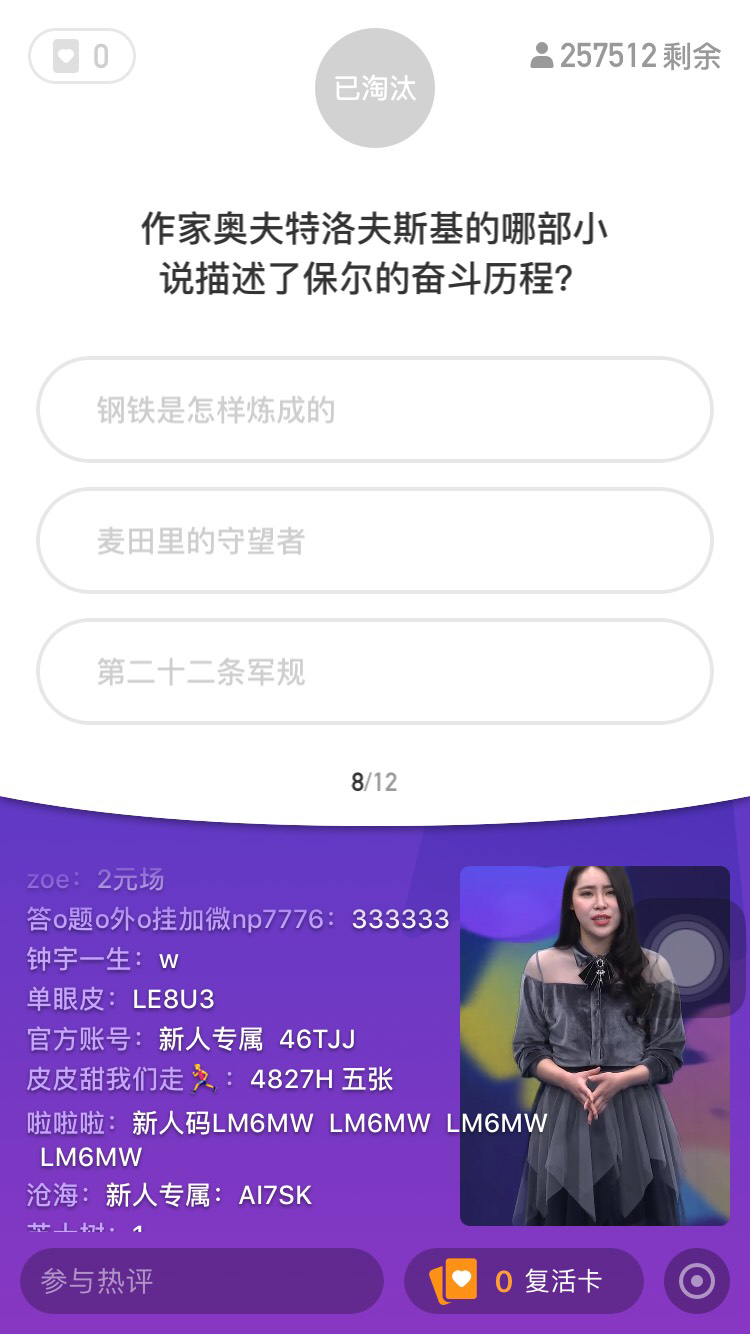 0
已淘汰
257512 剩余
作家奥夫特洛夫斯基的哪部小
说描述了保尔的奋斗历程?
钢铁是怎样炼成的
麦田里的守望者
第二十二条军规
8/12
zoe: 2元场
答o题o外o挂加微np7776: 333333
钟宇一生: w
单眼皮: LE8U3
官方账号: 新人专属 46TJJ
皮皮甜我们走🏃: 4827H 五张
啦啦啦: 新人码LM6MW LM6MW LM6MW
LM6MW
沧海: 新人专属: AI7SK
参与热评
0 复活卡